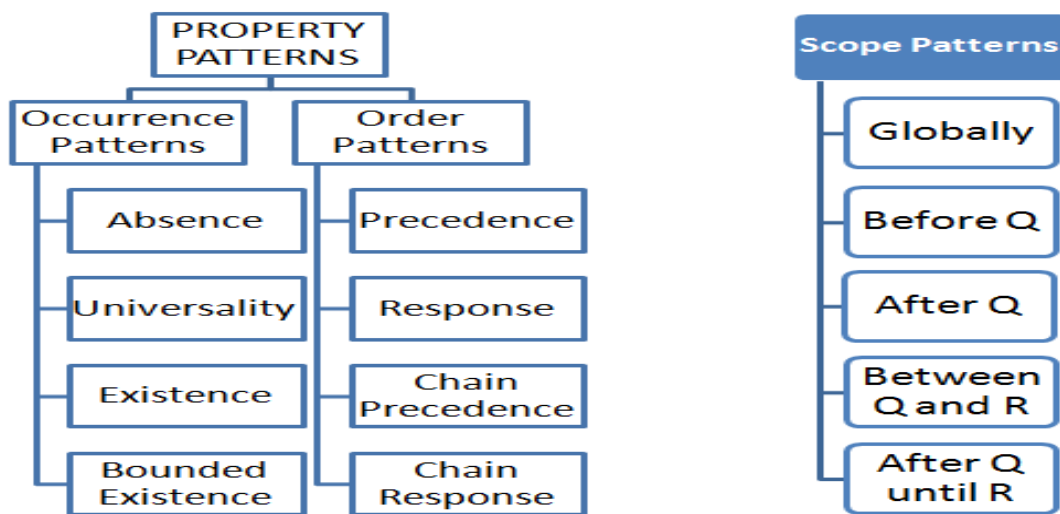 PROPERTY
PATTERNS
Occurrence
Patterns
Absence
Universality
Existence
Bounded
Existence
Order
Patterns
Precedence
Response
Chain
Precedence
Chain
Response
Scope Patterns
Globally
Before Q
After Q
Between
Q and R
After Q
until R